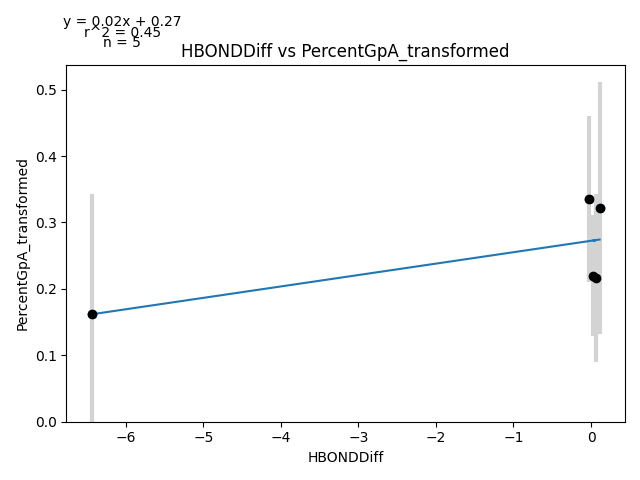 y = 0.02x + 0.27
r^2 = 0.45
n = 5
HBONDDiff vs PercentGpA_transformed
PercentGpA_transformed
0.5
0.4
0.3
0.2
0.1
0.0
−6
−5
−4
−3
−2
−1
0
HBONDDiff